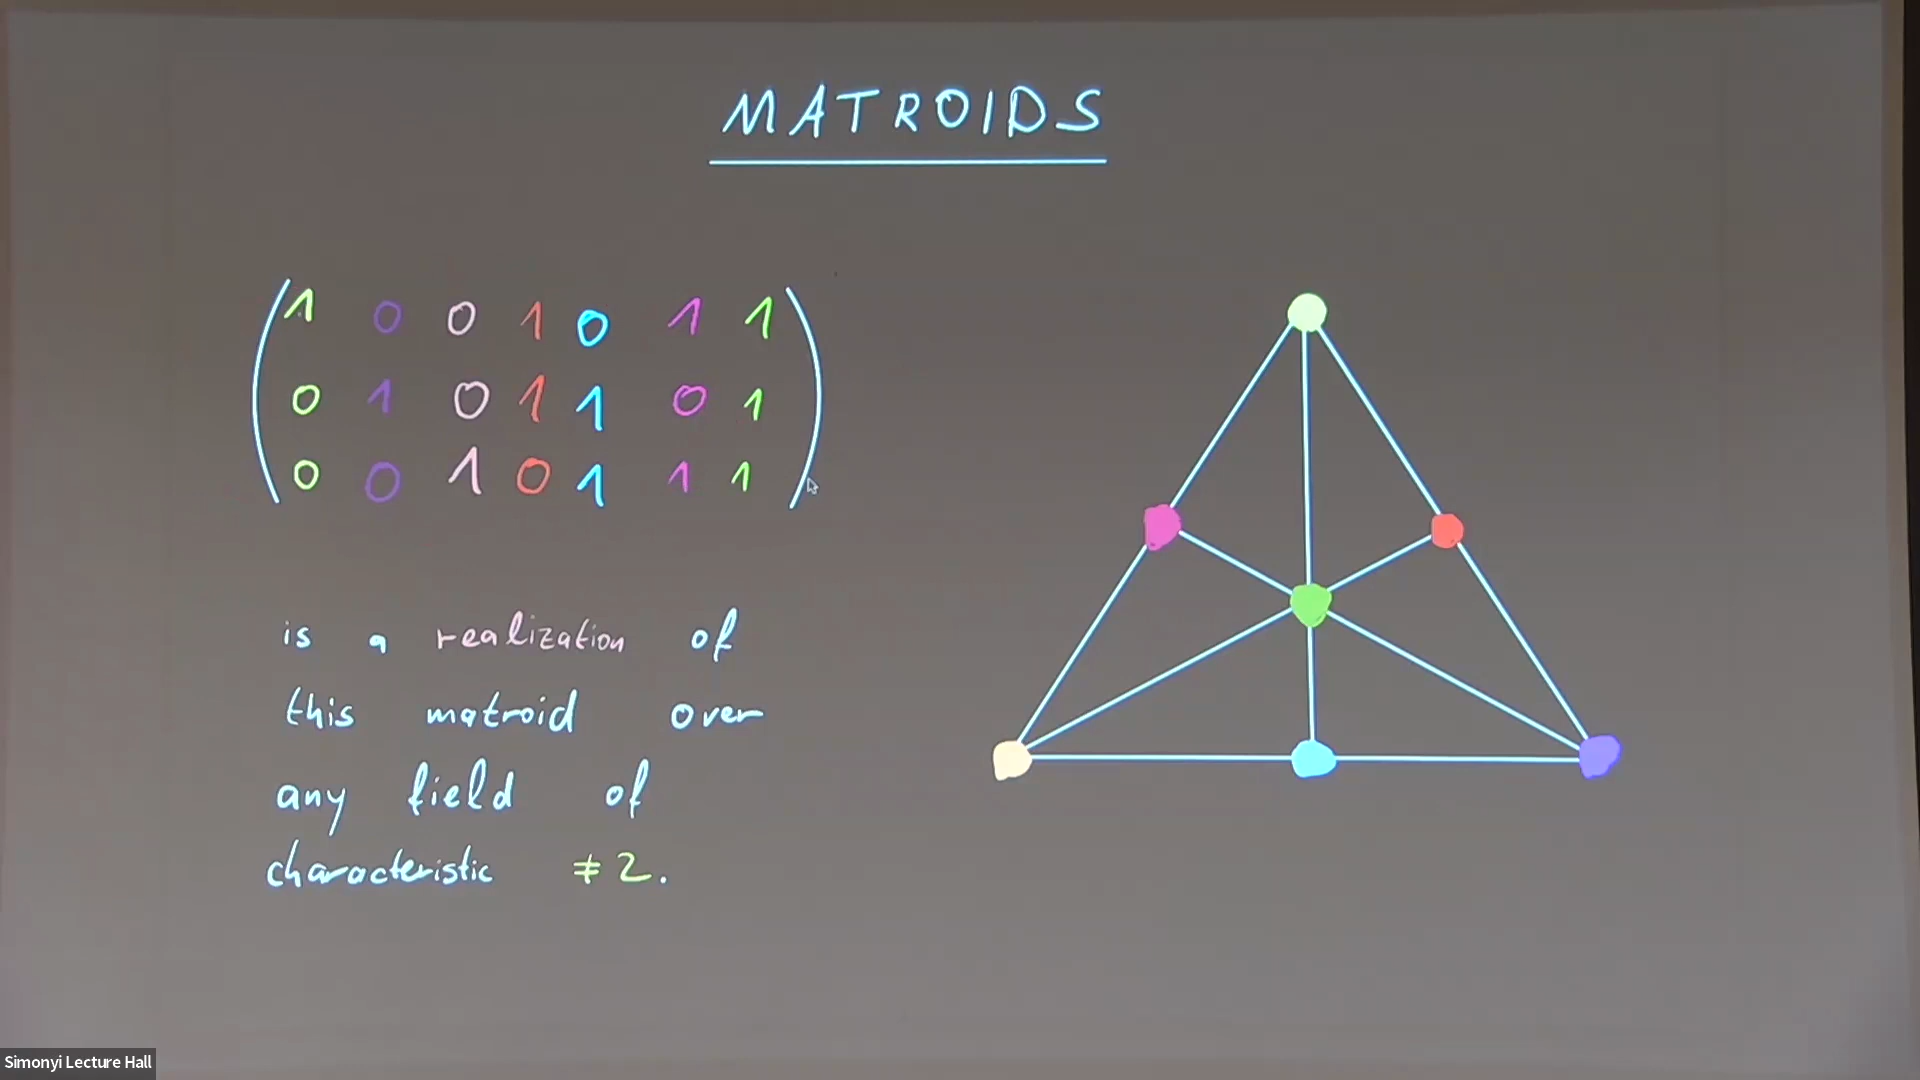 MATROIDS
1 0 0 1 0 1 1
0 1 0 1 1 0 1
0 0 1 0 1 1 1
is a realization of
this matroid over
any field of
characteristic ≠ 2.
Simonyi Lecture Hall